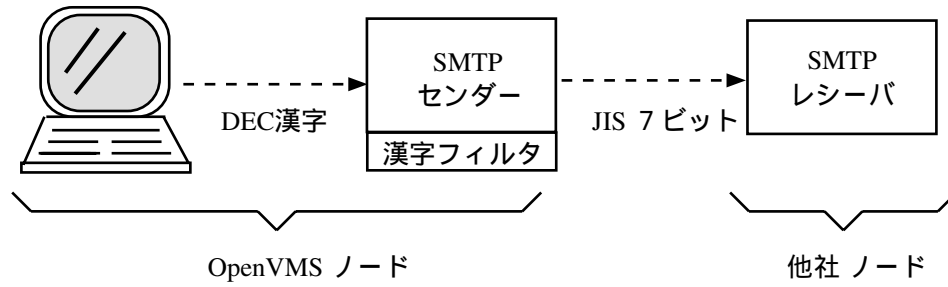 SMTP
センダー
漢字フィルタ
DEC漢字
JIS 7ビット
SMTP
レシーバ
OpenVMS ノード
他社 ノード